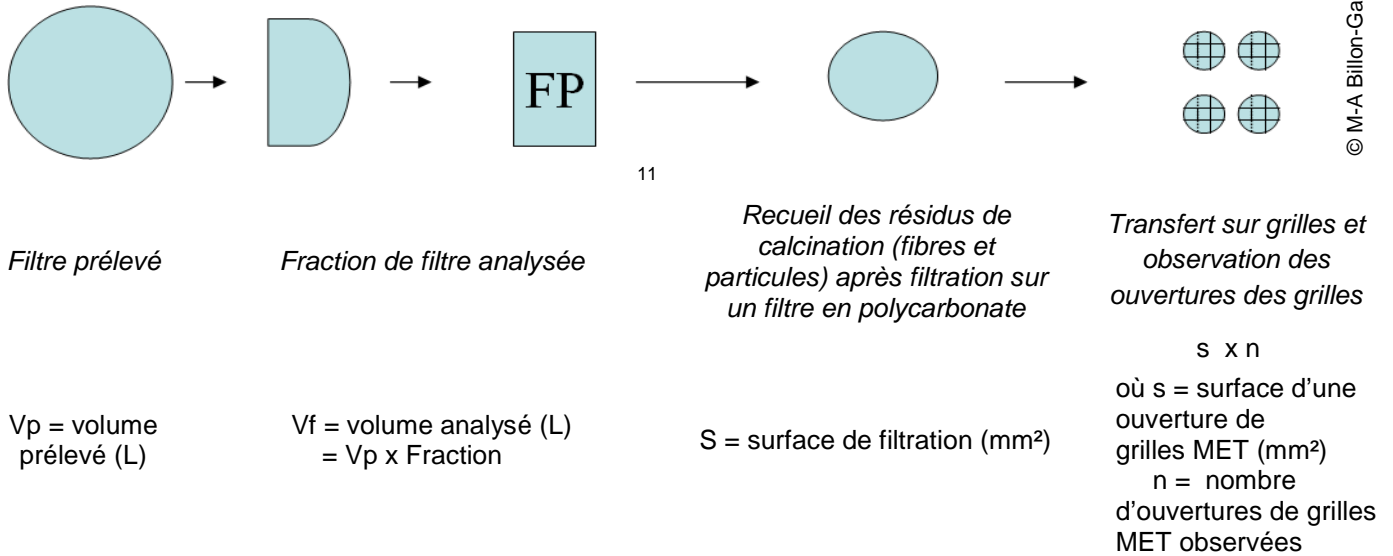 FP
© M-A Billon-Ga
11
Filtre prélevé
Fraction de filtre analysée
Recueil des résidus de
calcination (fibres et
particules) après filtration sur
un filtre en polycarbonate
Transfert sur grilles et
observation des
ouvertures des grilles
Vp = volume
prélevé (L)
Vf = volume analysé (L)
= Vp x Fraction
S = surface de filtration (mm²)
s x n
où s = surface d’une
ouverture de
grilles MET (mm²)
n = nombre
d’ouvertures de grilles
MET observées